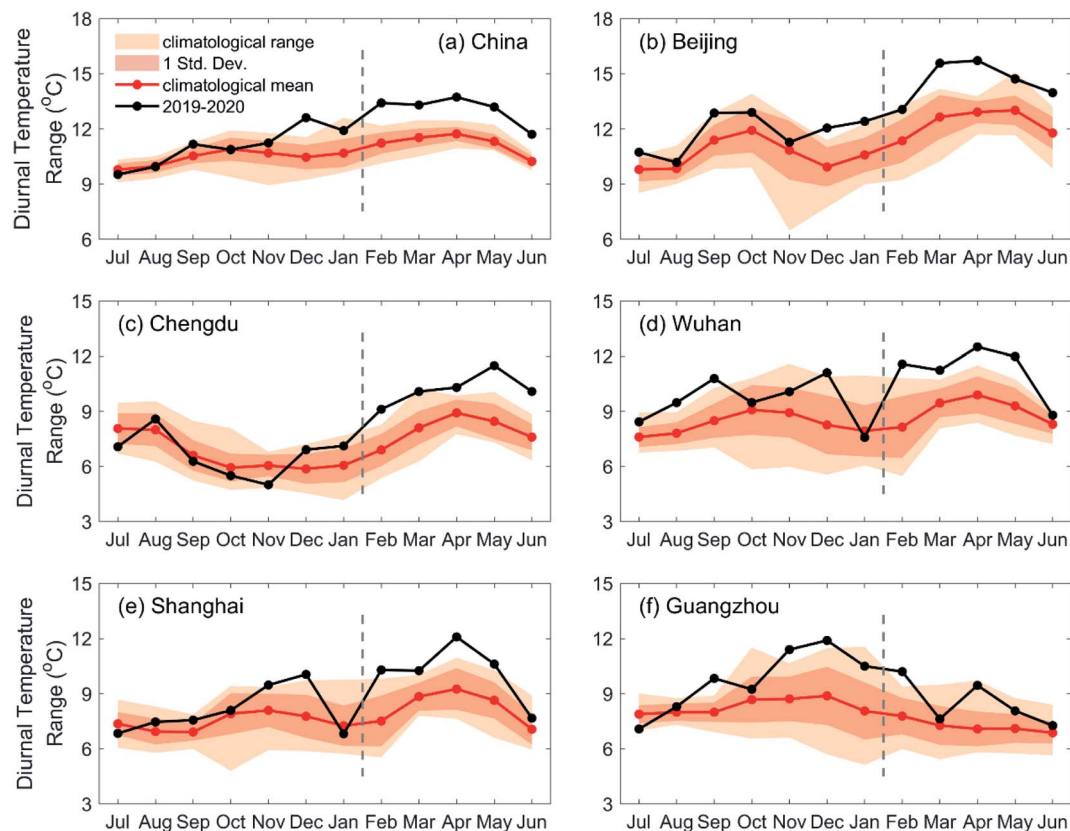 Diurnal Temperature
Range (°C)
18
15
12
9
6
climatological range
1 Std. Dev.
climatological mean
2019-2020
(a) China
Jul Aug Sep Oct Nov Dec Jan Feb Mar Apr May Jun
18
15
12
9
6
(b) Beijing
Jul Aug Sep Oct Nov Dec Jan Feb Mar Apr May Jun
Diurnal Temperature
Range (°C)
15
12
9
6
3
(c) Chengdu
Jul Aug Sep Oct Nov Dec Jan Feb Mar Apr May Jun
15
12
9
6
3
(d) Wuhan
Jul Aug Sep Oct Nov Dec Jan Feb Mar Apr May Jun
Diurnal Temperature
Range (°C)
15
12
9
6
3
(e) Shanghai
Jul Aug Sep Oct Nov Dec Jan Feb Mar Apr May Jun
15
12
9
6
3
(f) Guangzhou
Jul Aug Sep Oct Nov Dec Jan Feb Mar Apr May Jun